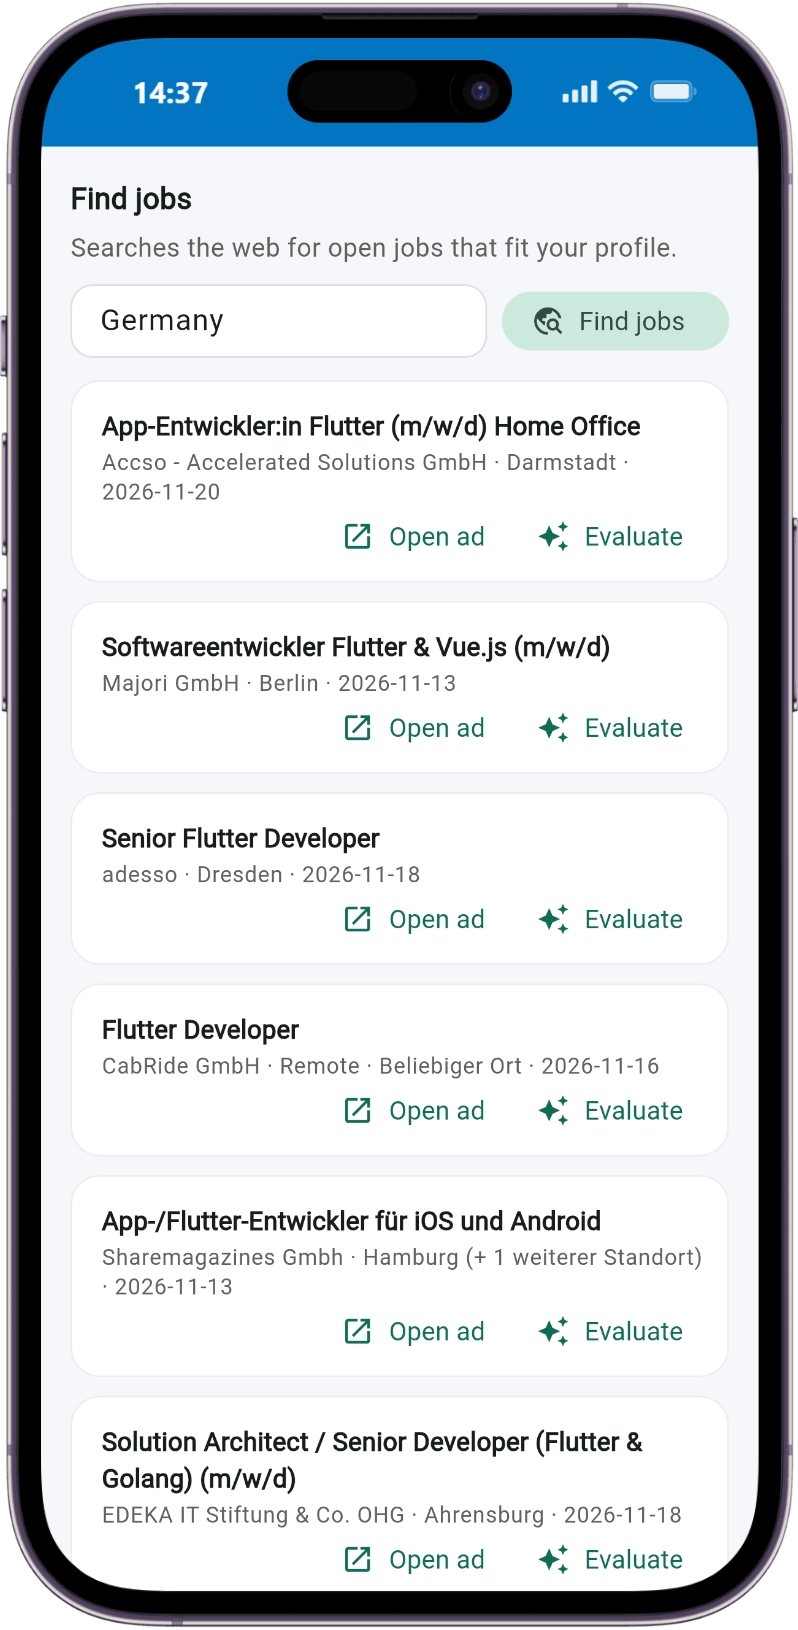 14:37
Find jobs
Searches the web for open jobs that fit your profile.
Germany
Find jobs
App-Entwickler:in Flutter (m/w/d) Home Office
Accso - Accelerated Solutions GmbH · Darmstadt ·
2026-11-20
Open ad Evaluate
Softwareentwickler Flutter & Vue.js (m/w/d)
Majori GmbH · Berlin · 2026-11-13
Open ad Evaluate
Senior Flutter Developer
adesso · Dresden · 2026-11-18
Open ad Evaluate
Flutter Developer
CabRide GmbH · Remote · Beliebiger Ort · 2026-11-16
Open ad Evaluate
App-/Flutter-Entwickler für iOS und Android
Sharemagazines Gmbh · Hamburg (+ 1 weiterer Standort)
· 2026-11-13
Open ad Evaluate
Solution Architect / Senior Developer (Flutter &
Golang) (m/w/d)
EDEKA IT Stiftung & Co. OHG · Ahrensburg · 2026-11-18
Open ad Evaluate